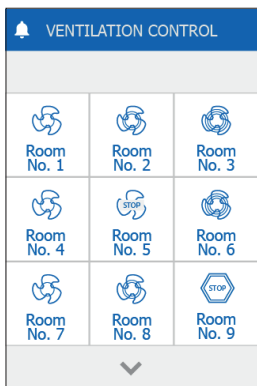 VENTILATION CONTROL
Room
No. 1
Room
No. 2
Room
No. 3
Room
No. 4
STOP
Room
No. 5
Room
No. 6
Room
No. 7
Room
No. 8
STOP
Room
No. 9